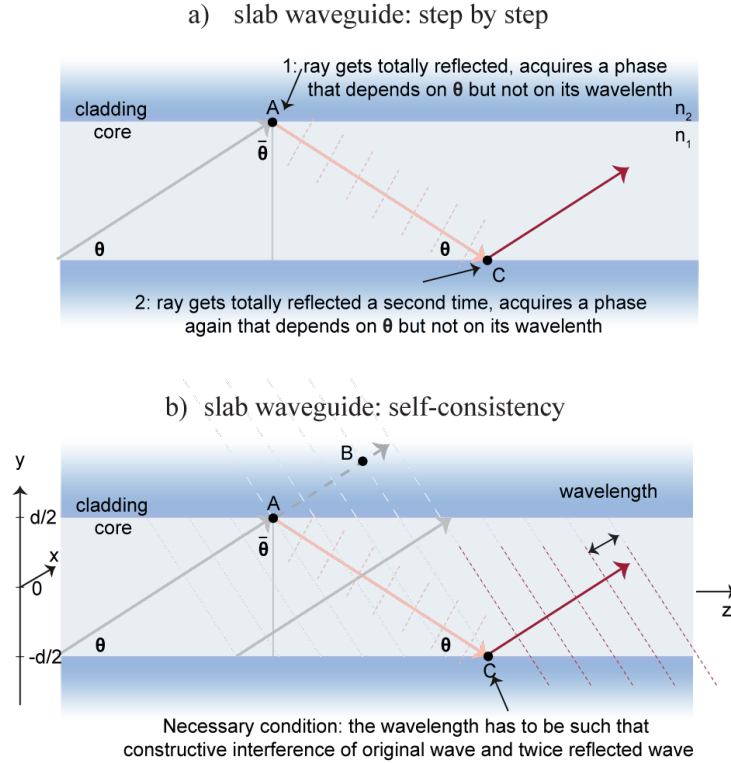 a) slab waveguide: step by step
1: ray gets totally reflected, acquires a phase
that depends on θ but not on its wavelenth
cladding
core
A
n2
n1
θ̅
θ
θ
C
2: ray gets totally reflected a second time, acquires a phase
again that depends on θ but not on its wavelenth
b) slab waveguide: self-consistency
y
B
cladding
core
A
wavelength
d/2
x
θ̅
0
z
θ
θ
-d/2
C
Necessary condition: the wavelength has to be such that
constructive interference of original wave and twice reflected wave